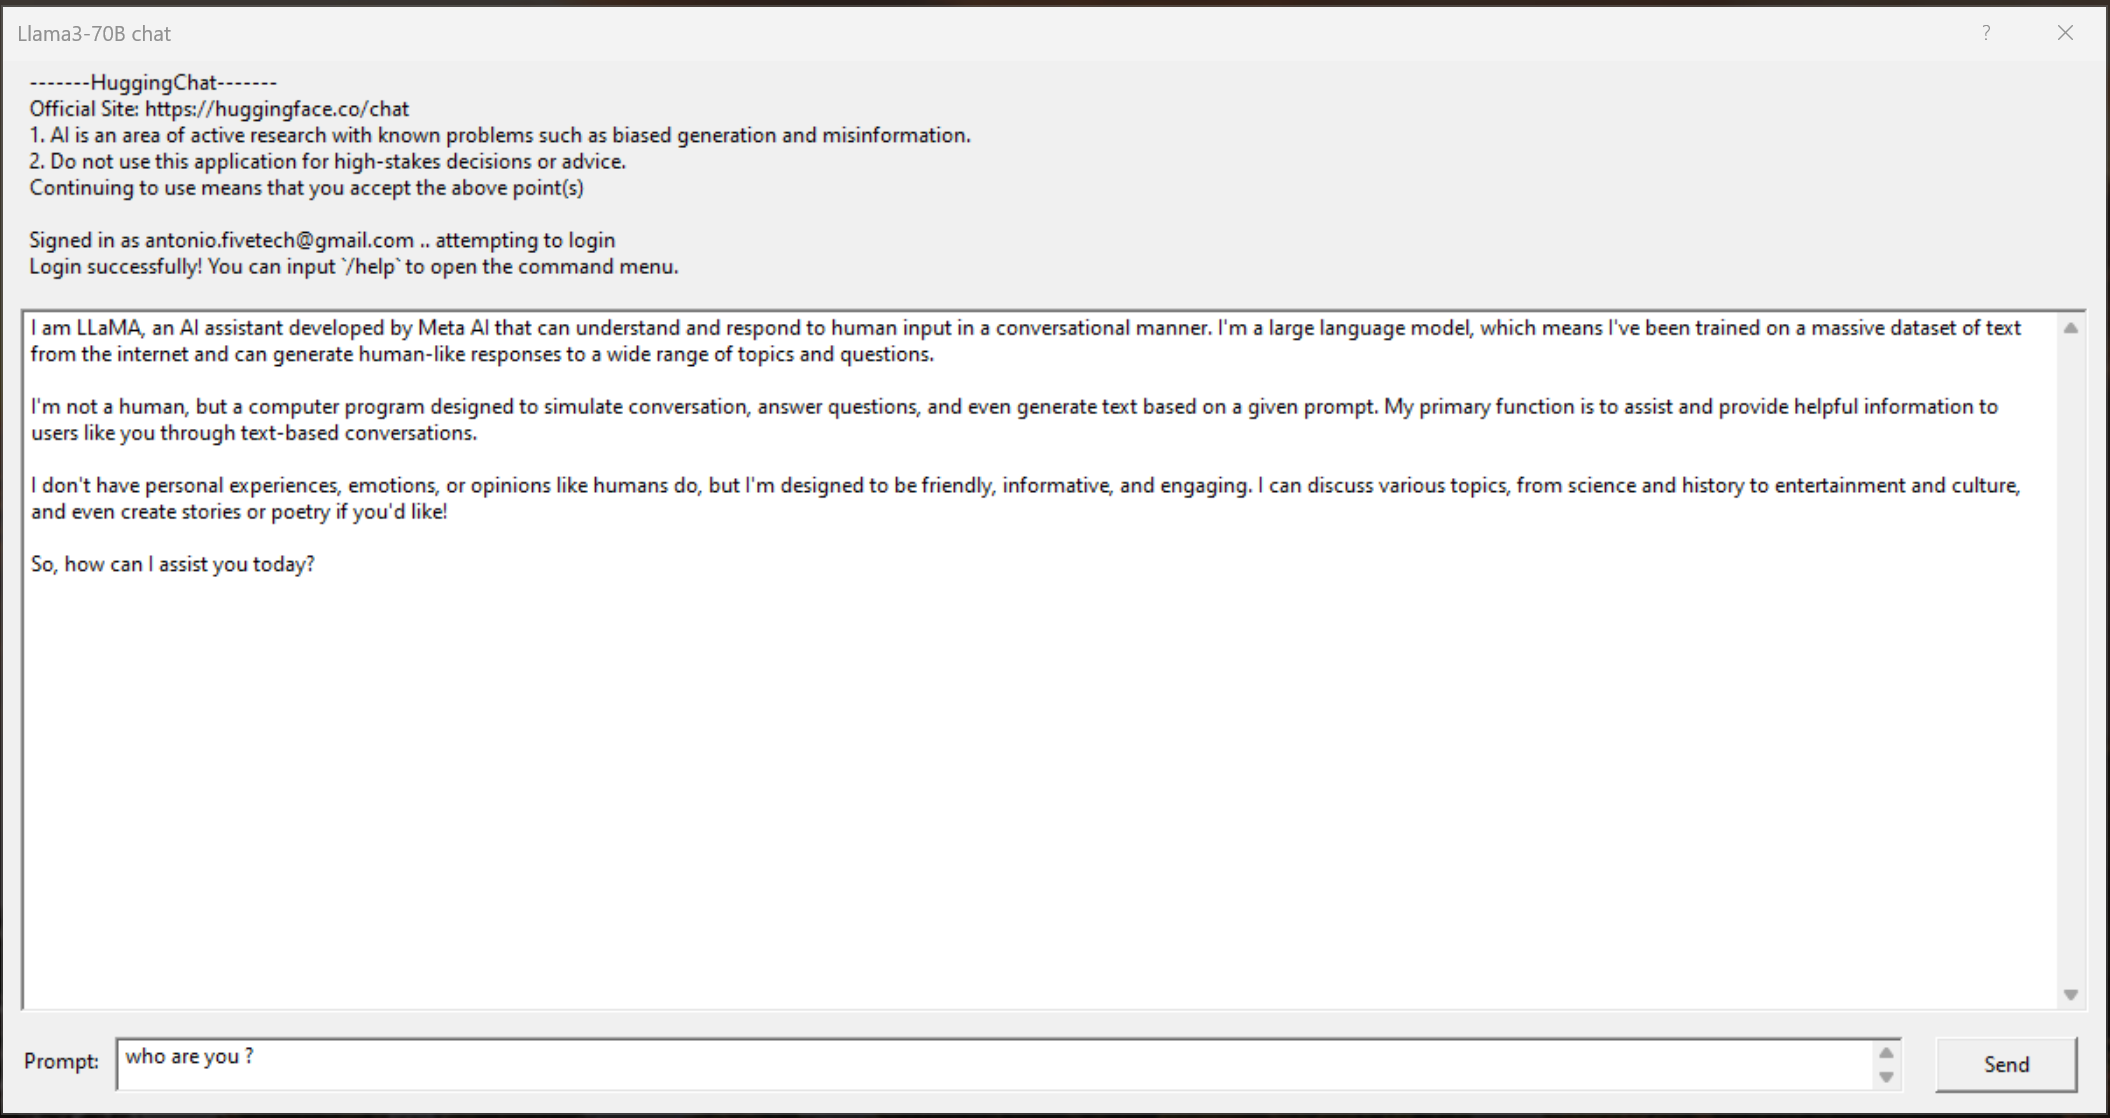 Llama3-70B chat
-------HuggingChat-------
Official Site: https://huggingface.co/chat
1. AI is an area of active research with known problems such as biased generation and misinformation.
2. Do not use this application for high-stakes decisions or advice.
Continuing to use means that you accept the above point(s)
Signed in as antonio.fivetech@gmail.com .. attempting to login
Login successfully! You can input `/help` to open the command menu.
I am LLaMA, an AI assistant developed by Meta AI that can understand and respond to human input in a conversational manner. I'm a large language model, which means I've been trained on a massive dataset of text
from the internet and can generate human-like responses to a wide range of topics and questions.
I'm not a human, but a computer program designed to simulate conversation, answer questions, and even generate text based on a given prompt. My primary function is to assist and provide helpful information to
users like you through text-based conversations.
I don't have personal experiences, emotions, or opinions like humans do, but I'm designed to be friendly, informative, and engaging. I can discuss various topics, from science and history to entertainment and culture,
and even create stories or poetry if you'd like!
So, how can I assist you today?
Prompt: who are you ? Send